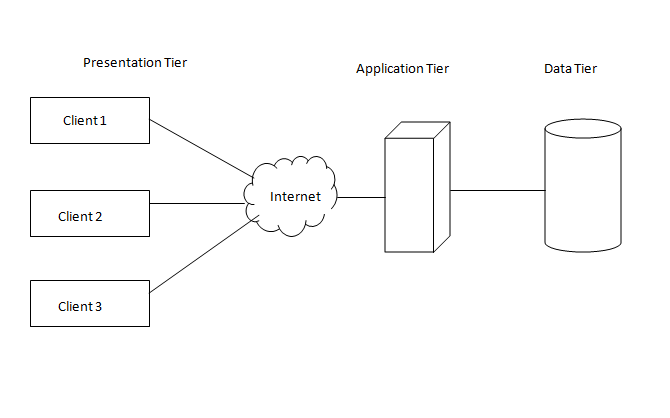 Presentation Tier
Application Tier
Data Tier
Client 1
Client 2
Client 3
Internet